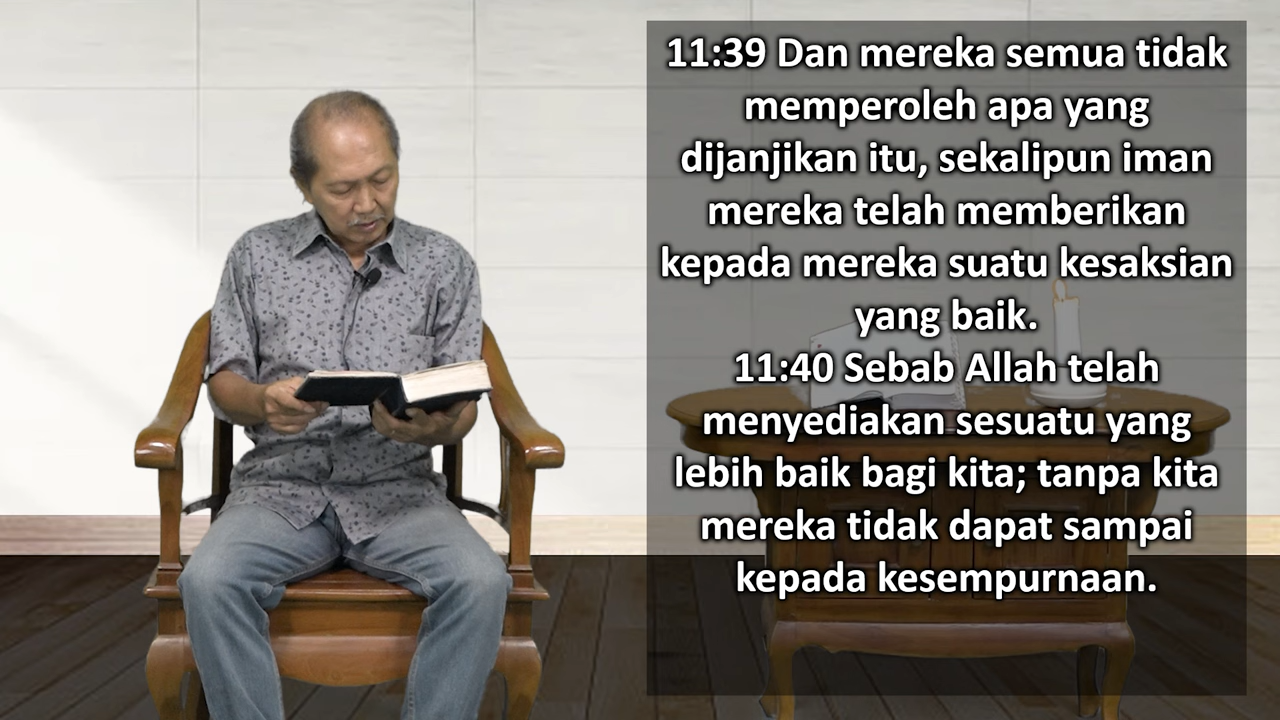 11:39 Dan mereka semua tidak
memperoleh apa yang
dijanjikan itu, sekalipun iman
mereka telah memberikan
kepada mereka suatu kesaksian
yang baik.
11:40 Sebab Allah telah
menyediakan sesuatu yang
lebih baik bagi kita; tanpa kita
mereka tidak dapat sampai
kepada kesempurnaan.